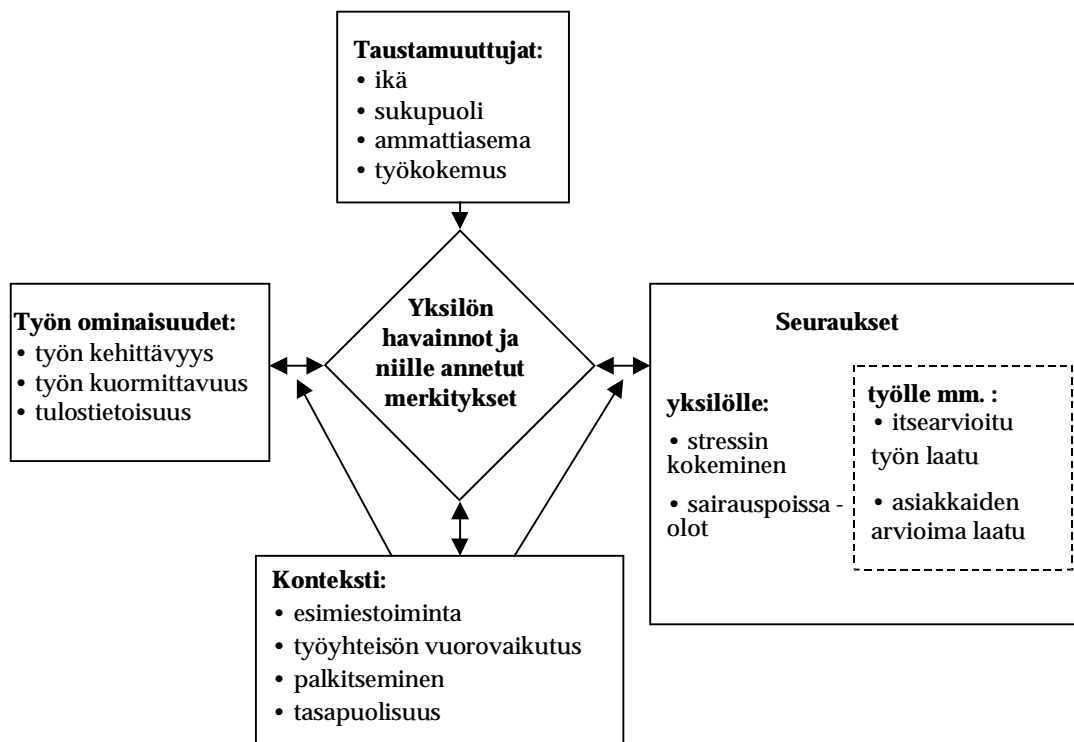 Taustamuuttujat:
• ikä
• sukupuoli
• ammattiasema
• työkokemus
Yksilön
havainnot ja
niille annetut
merkitykset
Työn ominaisuudet:
• työn kehittävyys
• työn kuormittavuus
• tulostietoisuus
Seuraukset
yksilölle:
• stressin
kokeminen
• sairauspoissa -
olot
työlle mm. :
• itsearvioitu
työn laatu
• asiakkaiden
arvioima laatu
Konteksti:
• esimiestoiminta
• työyhteisön vuorovaikutus
• palkitseminen
• tasapuolisuus